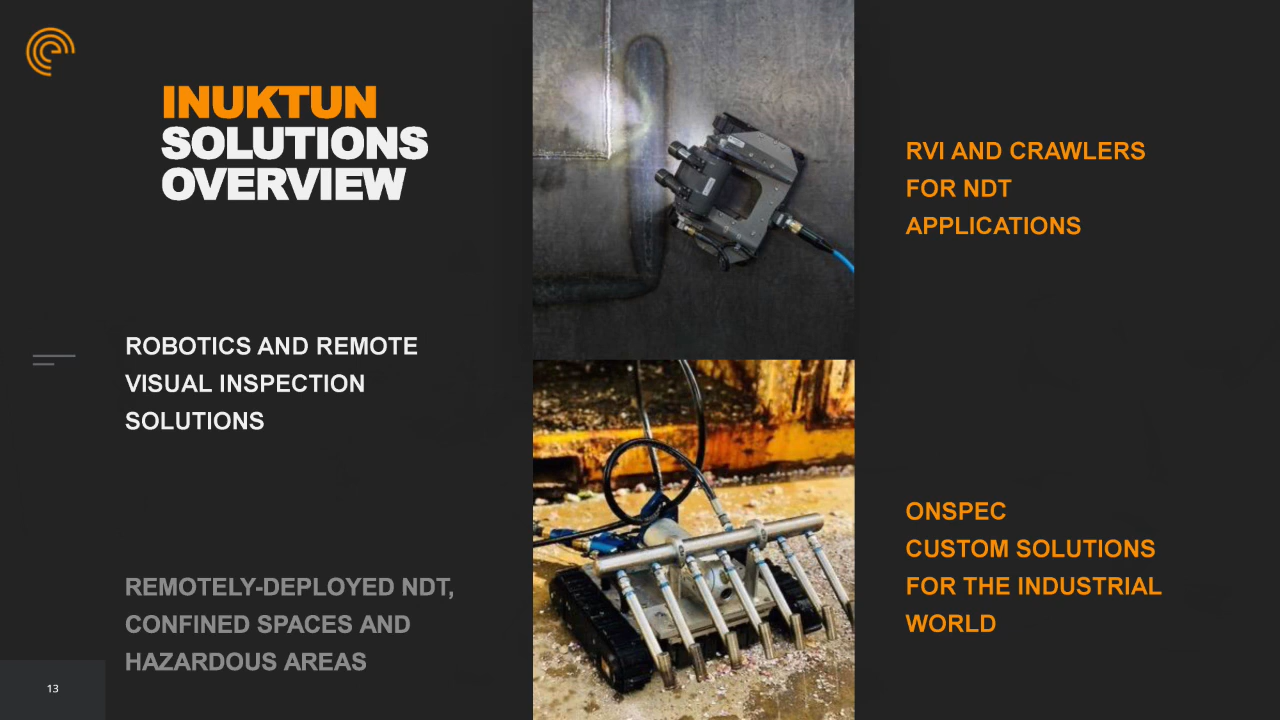 INUKTUN
SOLUTIONS
OVERVIEW
ROBOTICS AND REMOTE
VISUAL INSPECTION
SOLUTIONS
REMOTELY-DEPLOYED NDT,
CONFINED SPACES AND
HAZARDOUS AREAS
RVI AND CRAWLERS
FOR NDT
APPLICATIONS
ONSPEC
CUSTOM SOLUTIONS
FOR THE INDUSTRIAL
WORLD
13